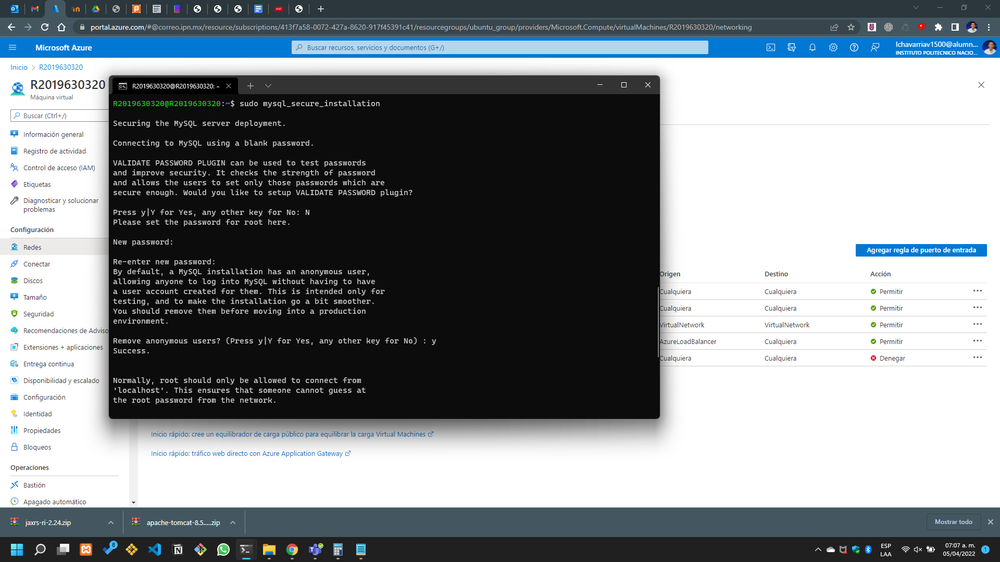 portal.azure.com/#@correo.ipn.mx/resource/subscriptions/413f7a58-0072-427a-8620-917f45391c41/resourcegroups/ubuntu_group/providers/Microsoft.Compute/virtualMachines/R2019630320/networking
Microsoft Azure
Buscar recursos, servicios y documentos (G+/)
lchavarriav1500@alumn...
INSTITUTO POLITECNICO NACIO...
Inicio > R2019630320
R2019630320
Máquina virtual
Buscar (Ctrl+/)
Información general
Registro de actividad
Control de acceso (IAM)
Etiquetas
Diagnosticar y solucionar
problemas
Configuración
Redes
Conectar
Discos
Tamaño
Seguridad
Recomendaciones de Adviso
Extensiones + aplicaciones
Entrega continua
Disponibilidad y escalado
Configuración
Identidad
Propiedades
Bloqueos
Operaciones
Bastión
Apagado automático
R2019630320@R2019630320: ~
R2019630320@R2019630320:~$ sudo mysql_secure_installation
Securing the MySQL server deployment.
Connecting to MySQL using a blank password.
VALIDATE PASSWORD PLUGIN can be used to test passwords
and improve security. It checks the strength of password
and allows the users to set only those passwords which are
secure enough. Would you like to setup VALIDATE PASSWORD plugin?
Press y|Y for Yes, any other key for No: N
Please set the password for root here.
New password:
Re-enter new password:
By default, a MySQL installation has an anonymous user,
allowing anyone to log into MySQL without having to have
a user account created for them. This is intended only for
testing, and to make the installation go a bit smoother.
You should remove them before moving into a production
environment.
Remove anonymous users? (Press y|Y for Yes, any other key for No) : y
Success.
Normally, root should only be allowed to connect from
'localhost'. This ensures that someone cannot guess at
the root password from the network.
Agregar regla de puerto de entrada
Origen Destino Acción
Cualquiera Cualquiera Permitir
Cualquiera Cualquiera Permitir
VirtualNetwork VirtualNetwork Permitir
AzureLoadBalancer Cualquiera Permitir
Cualquiera Cualquiera Denegar
Inicio rápido: cree un equilibrador de carga público para equilibrar la carga Virtual Machines
Inicio rápido: tráfico web directo con Azure Application Gateway
jaxrs-ri-2.24.zip
apache-tomcat-8.5.....zip
Mostrar todo
8
ESP
LAA
07:07 a. m.
05/04/2022
1